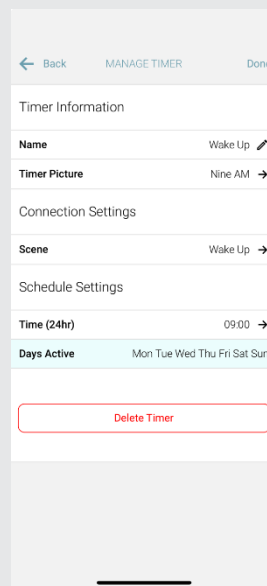 Back MANAGE TIMER Done
Timer Information
Name Wake Up
Timer Picture Nine AM
Connection Settings
Scene Wake Up
Schedule Settings
Time (24hr) 09:00
Days Active Mon Tue Wed Thu Fri Sat Sun
Delete Timer